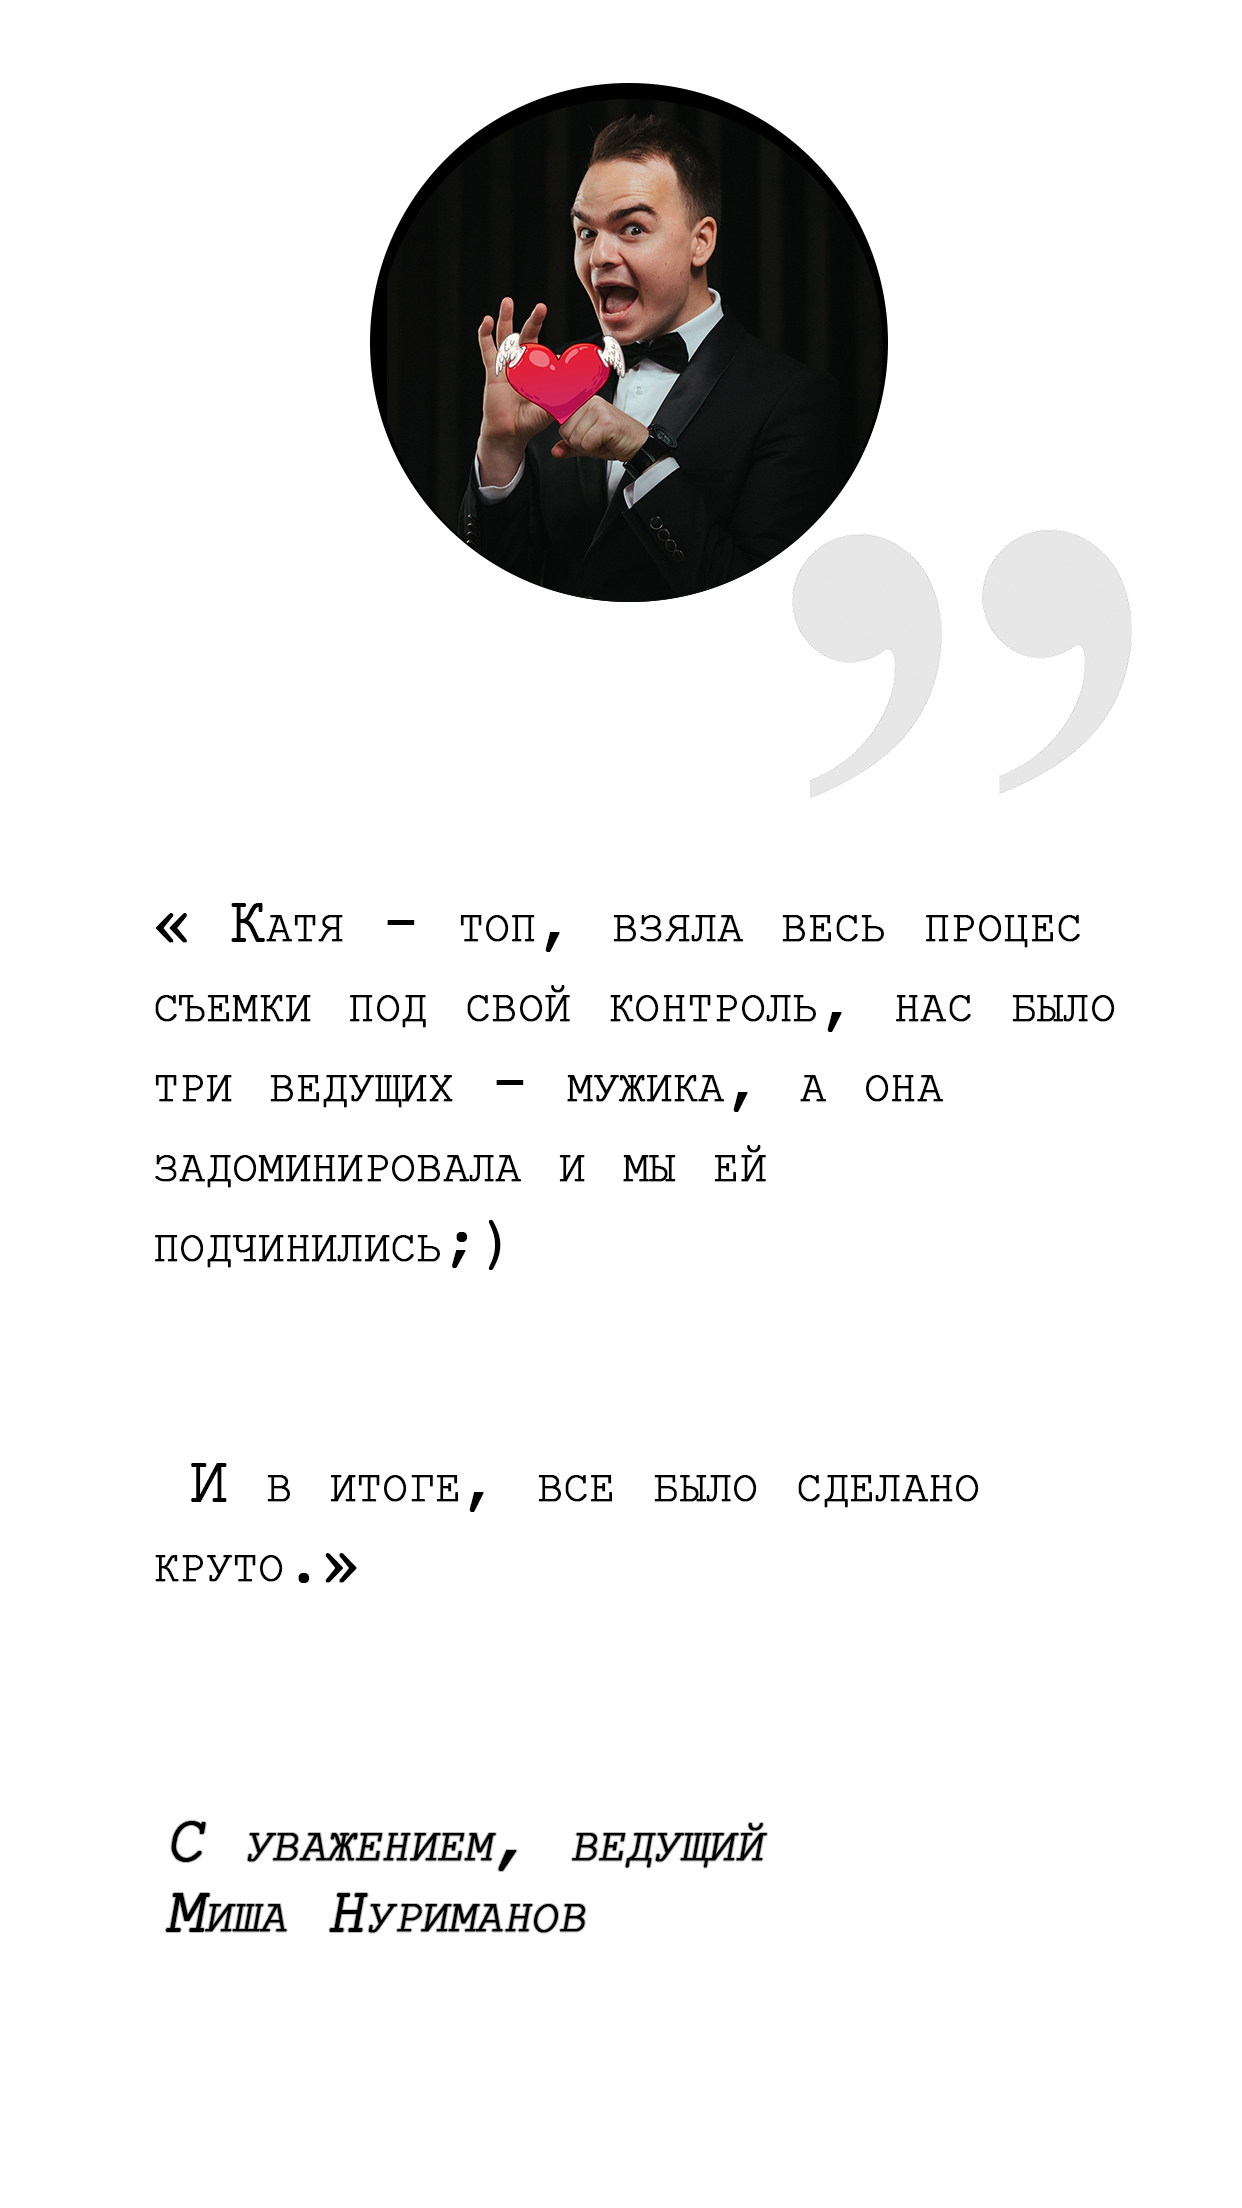 « Катя - топ, взяла весь процес
съемки под свой контроль, нас было
три ведущих - мужика, а она
задоминировала и мы ей
подчинились;)
И в итоге, все было сделано
круто.»
С уважением, ведущий
Миша Нуриманов